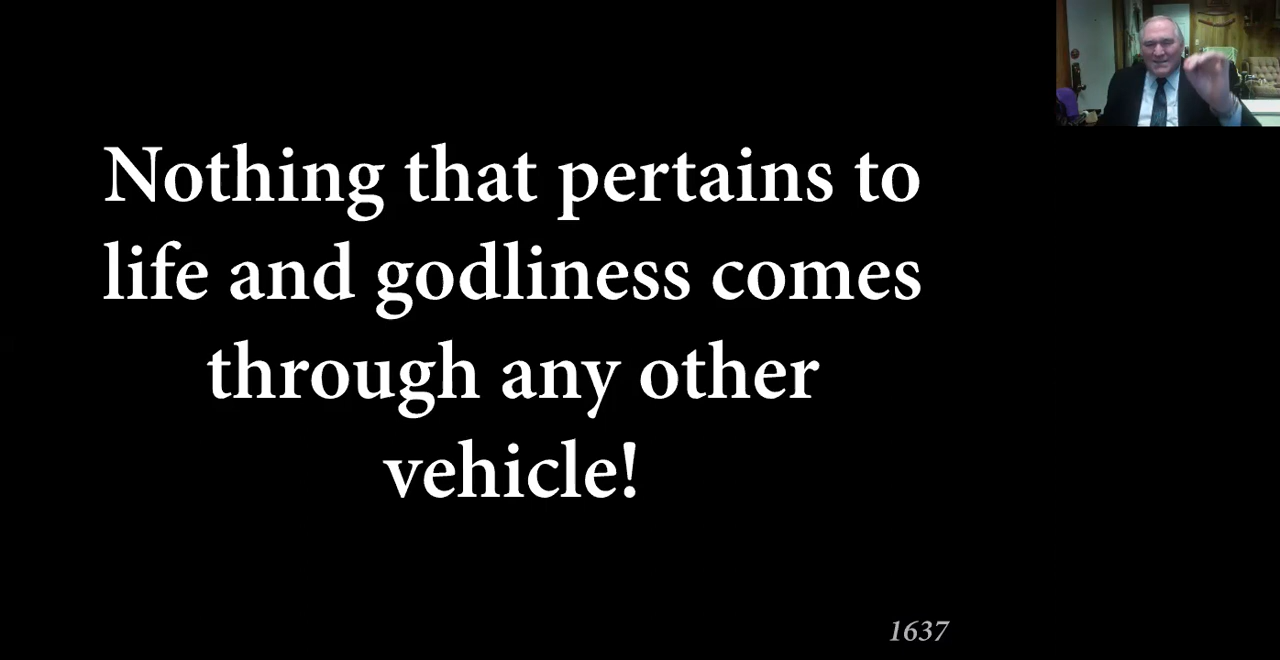 Nothing that pertains to
life and godliness comes
through any other
vehicle!
1637